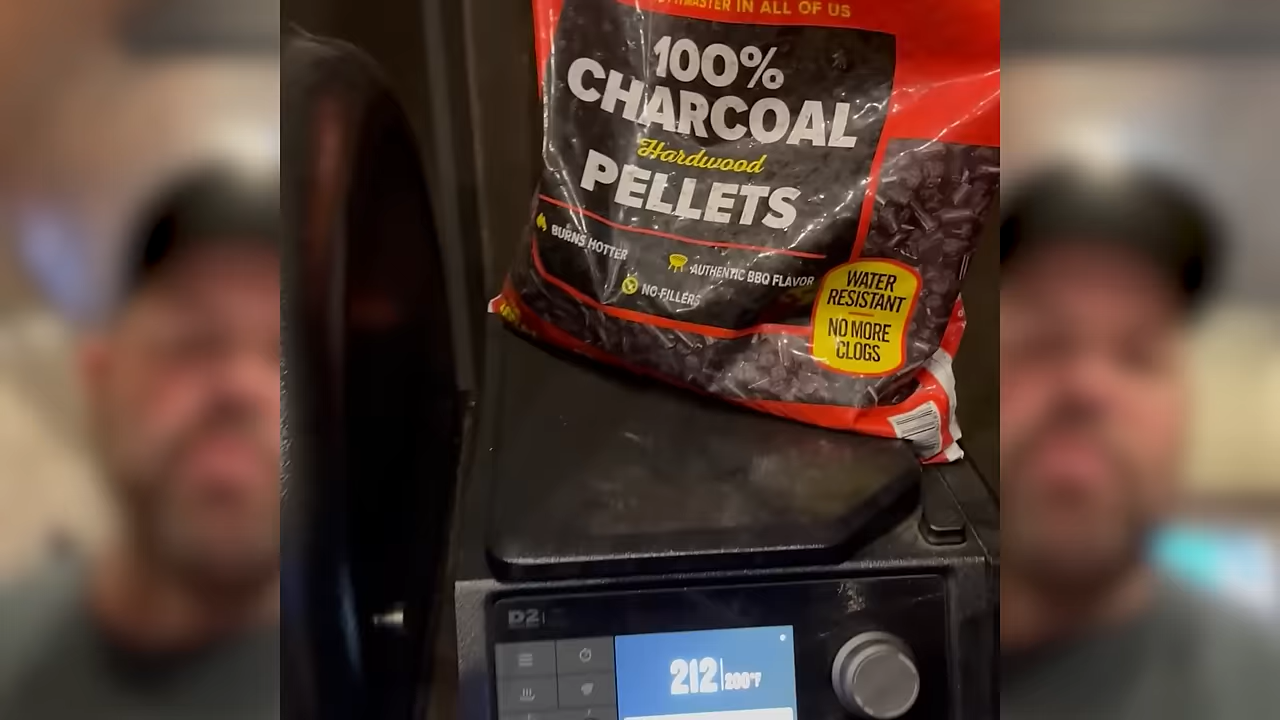 MASTER IN ALL OF US
100%
CHARCOAL
Hardwood
PELLETS
BURNS HOTTER
AUTHENTIC BBQ FLAVOR
NO-FILLERS
WATER
RESISTANT
NO MORE
CLOGS
D2
212 200°F